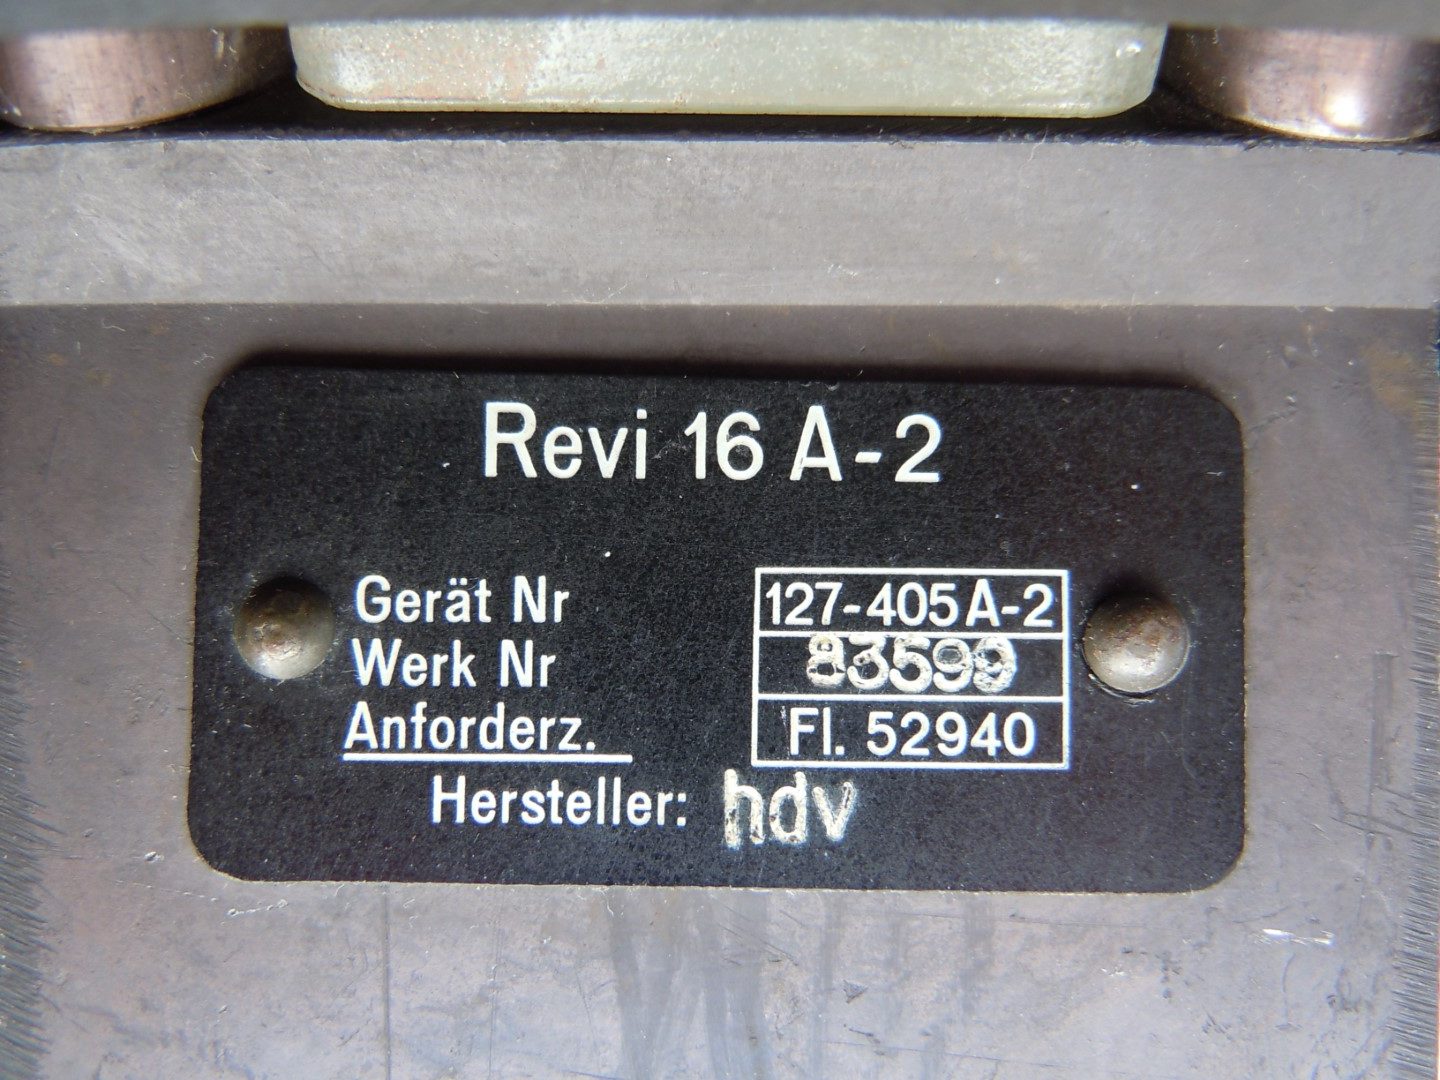 Revi 16 A-2
Gerät Nr 127-405 A-2
Werk Nr 83599
Anforderz. Fl. 52940
Hersteller: hdv